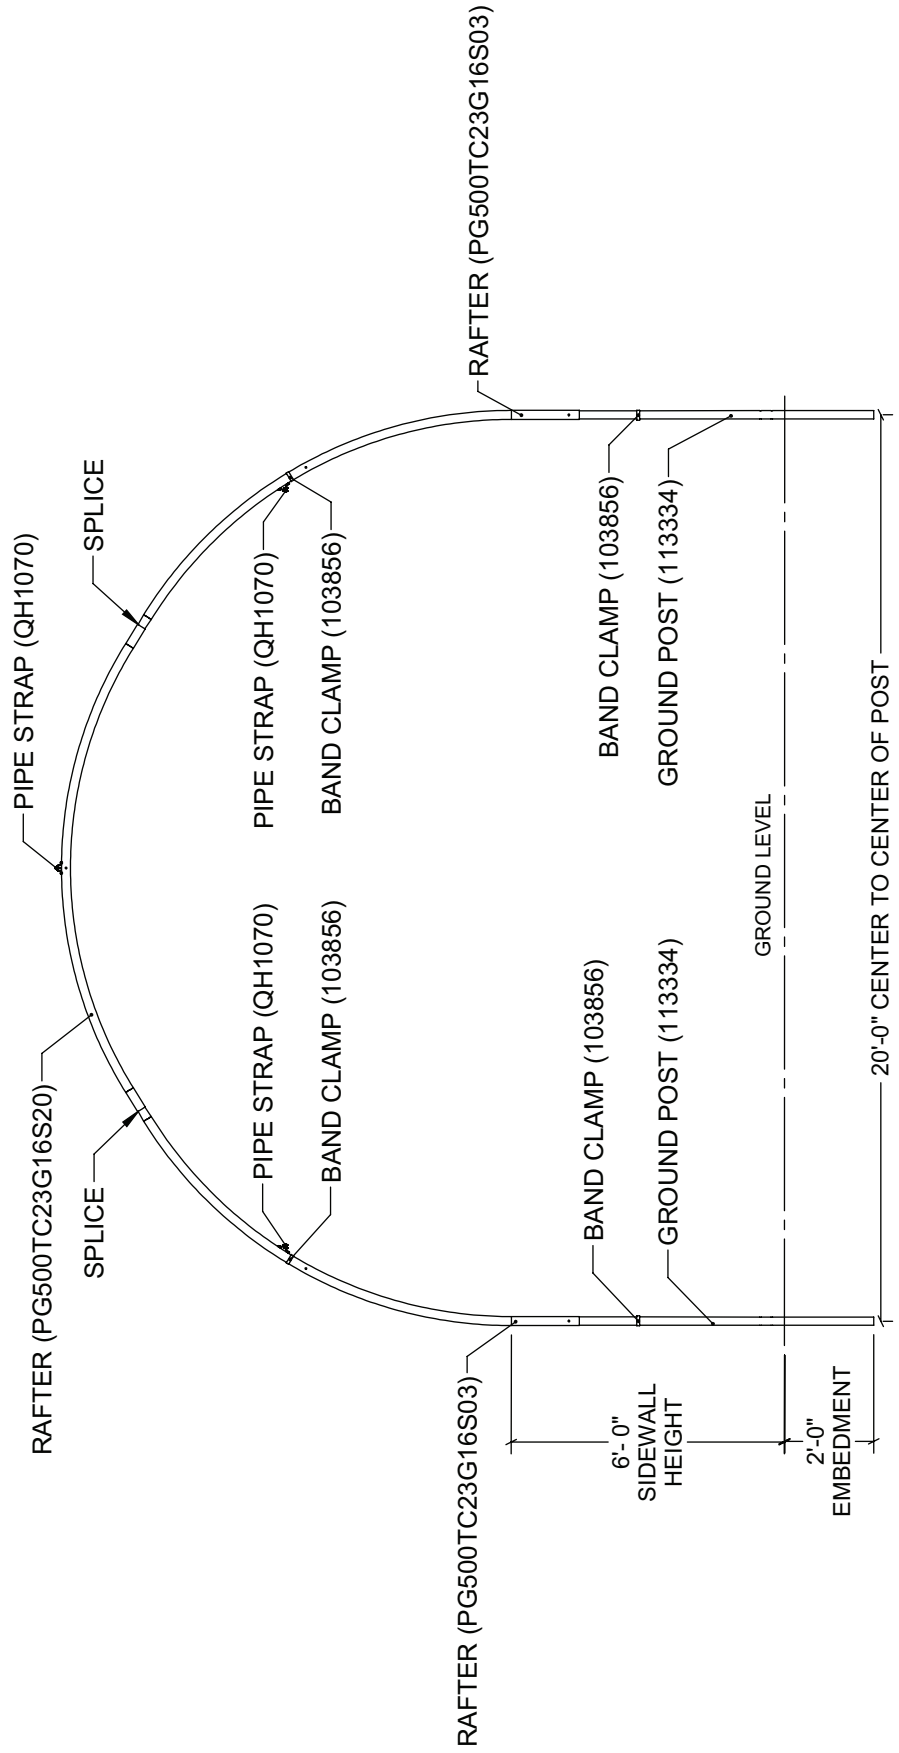 PIPE STRAP (QH1070)
RAFTER (PG500TC23G16S20)
SPLICE
SPLICE
RAFTER (PG500TC23G16S03)
PIPE STRAP (QH1070)
PIPE STRAP (QH1070)
BAND CLAMP (103856)
BAND CLAMP (103856)
RAFTER (PG500TC23G16S03)
BAND CLAMP (103856)
BAND CLAMP (103856)
6'- 0"
SIDEWALL
HEIGHT
GROUND POST (113334)
GROUND POST (113334)
GROUND LEVEL
2'-0"
EMBEDMENT
20'-0" CENTER TO CENTER OF POST